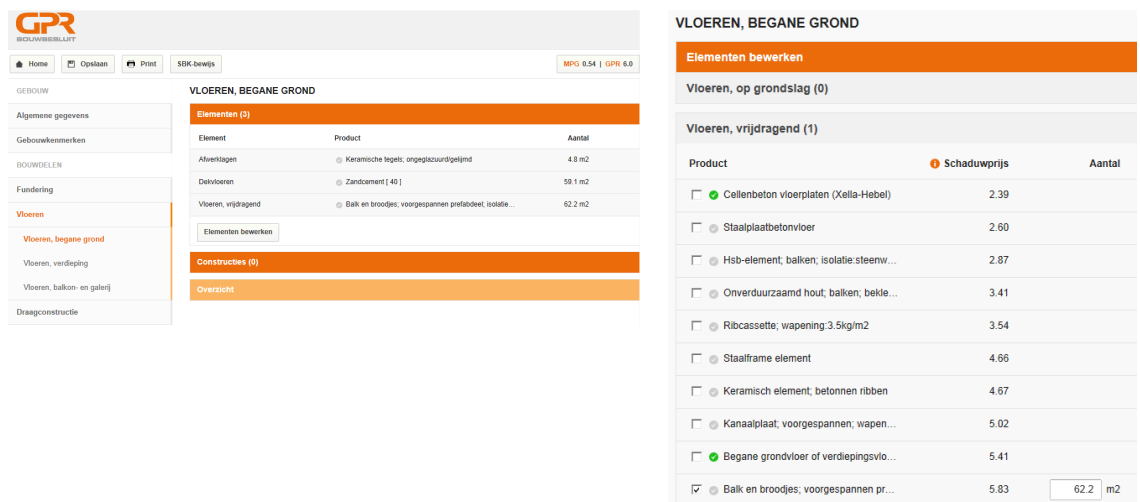 GPR
BOUWBESLUIT
Home Opslaan Print SBK-bewijs MPG 0.54 | GPR 6.0
GEBOUW
Algemene gegevens
Gebouwkenmerken
BOUWDELEN
Fundering
Vloeren
Vloeren, begane grond
Vloeren, verdieping
Vloeren, balkon- en galerij
Draagconstructie
VLOEREN, BEGANE GROND
Elementen (3)
Element Product Aantal
Afwerklagen Keramische tegels; ongeglazuurd/gelijmd 4.8 m2
Dekvloeren Zandcement [ 40 ] 59.1 m2
Vloeren, vrijdragend Balk en broodjes; voorgespannen prefabdeel; isolatie... 62.2 m2
Elementen bewerken
Constructies (0)
Overzicht
VLOEREN, BEGANE GROND
Elementen bewerken
Vloeren, op grondslag (0)
Vloeren, vrijdragend (1)
Product Schaduwprijs Aantal
Cellenbeton vloerplaten (Xella-Hebel) 2.39
Staalplaatbetonvloer 2.60
Hsb-element; balken; isolatie:steenw... 2.87
Onverduurzaamd hout; balken; bekle... 3.41
Ribcassette; wapening:3.5kg/m2 3.54
Staalframe element 4.66
Keramisch element; betonnen ribben 4.67
Kanaalplaat; voorgespannen; wapen... 5.02
Begane grondvloer of verdiepingsvlo... 5.41
Balk en broodjes; voorgespannen pr... 5.83 62.2 m2